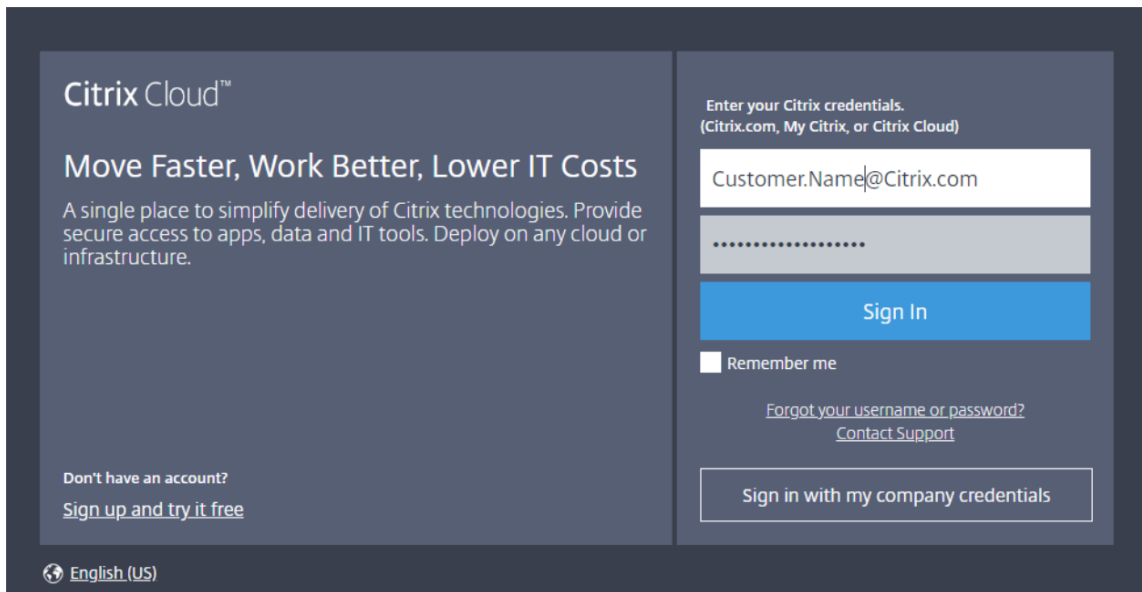 Citrix Cloud™
Move Faster, Work Better, Lower IT Costs
A single place to simplify delivery of Citrix technologies. Provide
secure access to apps, data and IT tools. Deploy on any cloud or
infrastructure.
Don't have an account?
Sign up and try it free
Enter your Citrix credentials.
(Citrix.com, My Citrix, or Citrix Cloud)
Customer.Name@Citrix.com
•••••••••••••••••••
Sign In
Remember me
Forgot your username or password?
Contact Support
Sign in with my company credentials
English (US)